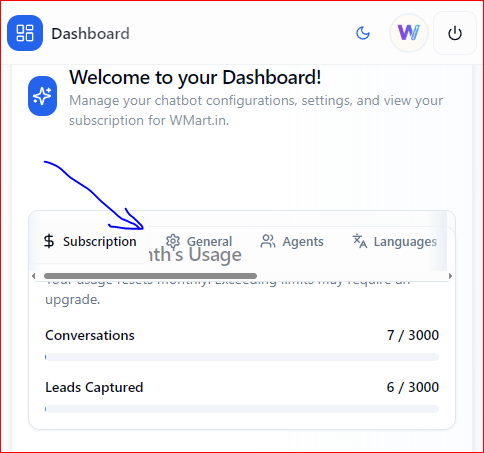 Dashboard
W
Welcome to your Dashboard!
Manage your chatbot configurations, settings, and view your
subscription for WMart.in.
Subscription General Agents Languages
nth's Usage
Your usage resets monthly. Exceeding limits may require an
upgrade.
Conversations 7 / 3000
Leads Captured 6 / 3000